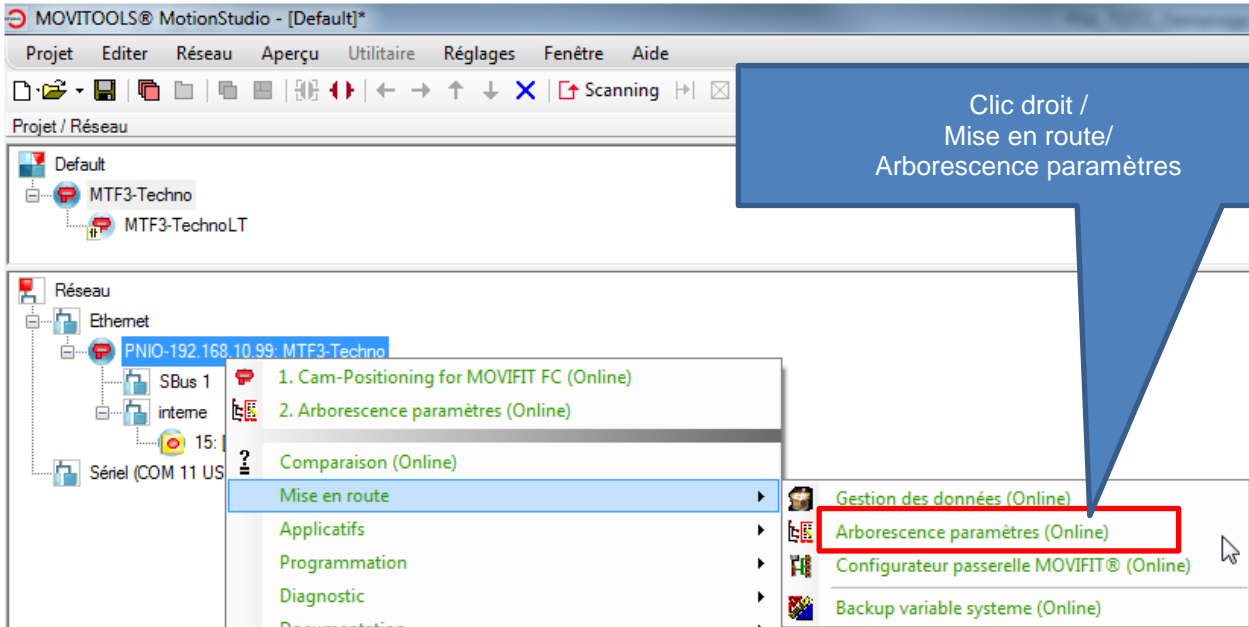 MOVITOOLS® MotionStudio - [Default]*
Projet Editer Réseau Aperçu Utilitaire Réglages Fenêtre Aide
Scanning
Projet / Réseau
Clic droit /
Mise en route/
Arborescence paramètres
Default
MTF3-Techno
MTF3-TechnoLT
Réseau
Ethernet
PNIO-192.168.10.99: MTF3-Techno
SBus 1
interne
15: [
Sériel (COM 11 US
1. Cam-Positioning for MOVIFIT FC (Online)
2. Arborescence paramètres (Online)
Comparaison (Online)
Mise en route
Applicatifs
Programmation
Diagnostic
Documentation
Gestion des données (Online)
Arborescence paramètres (Online)
Configurateur passerelle MOVIFIT® (Online)
Backup variable systeme (Online)